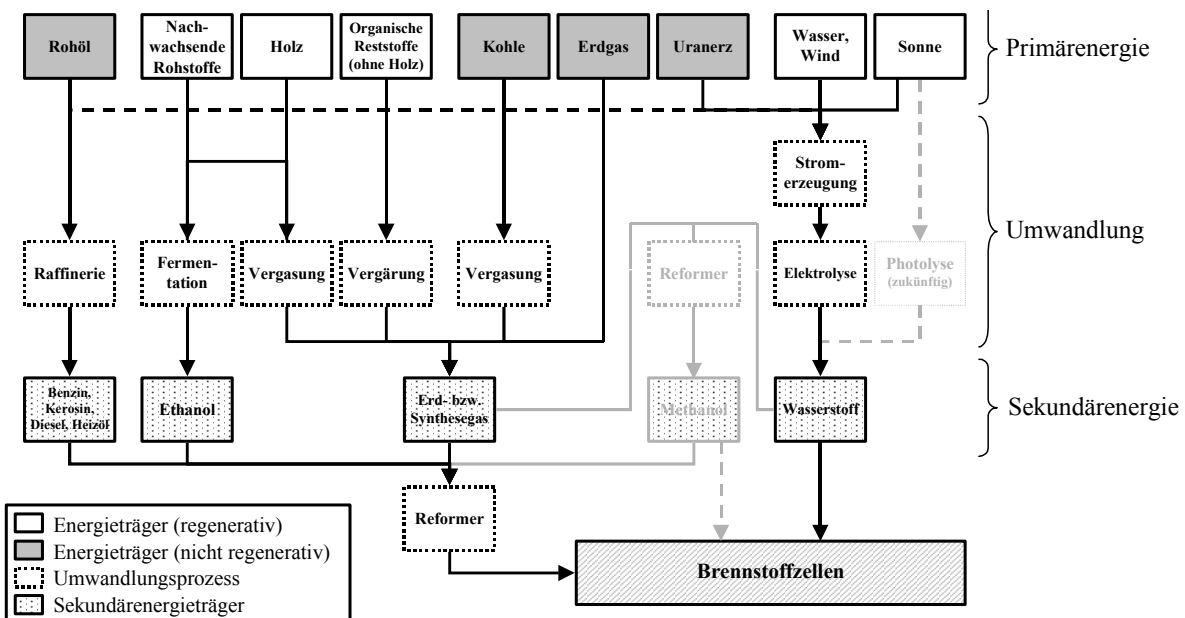 Rohöl
Nach-
wachsende
Rohstoffe
Holz
Organische
Reststoffe
(ohne Holz)
Kohle
Erdgas
Uranerz
Wasser,
Wind
Sonne
Primärenergie
Strom-
erzeugung
Umwandlung
Raffinerie
Fermen-
tation
Vergasung
Vergärung
Vergasung
Reformer
Elektrolyse
Photolyse
(zukünftig)
Benzin,
Kerosin,
Diesel, Heizöl
Ethanol
Erd- bzw.
Synthesegas
Methanol
Wasserstoff
Sekundärenergie
Reformer
Brennstoffzellen
Energieträger (regenerativ)
Energieträger (nicht regenerativ)
Umwandlungsprozess
Sekundärenergieträger